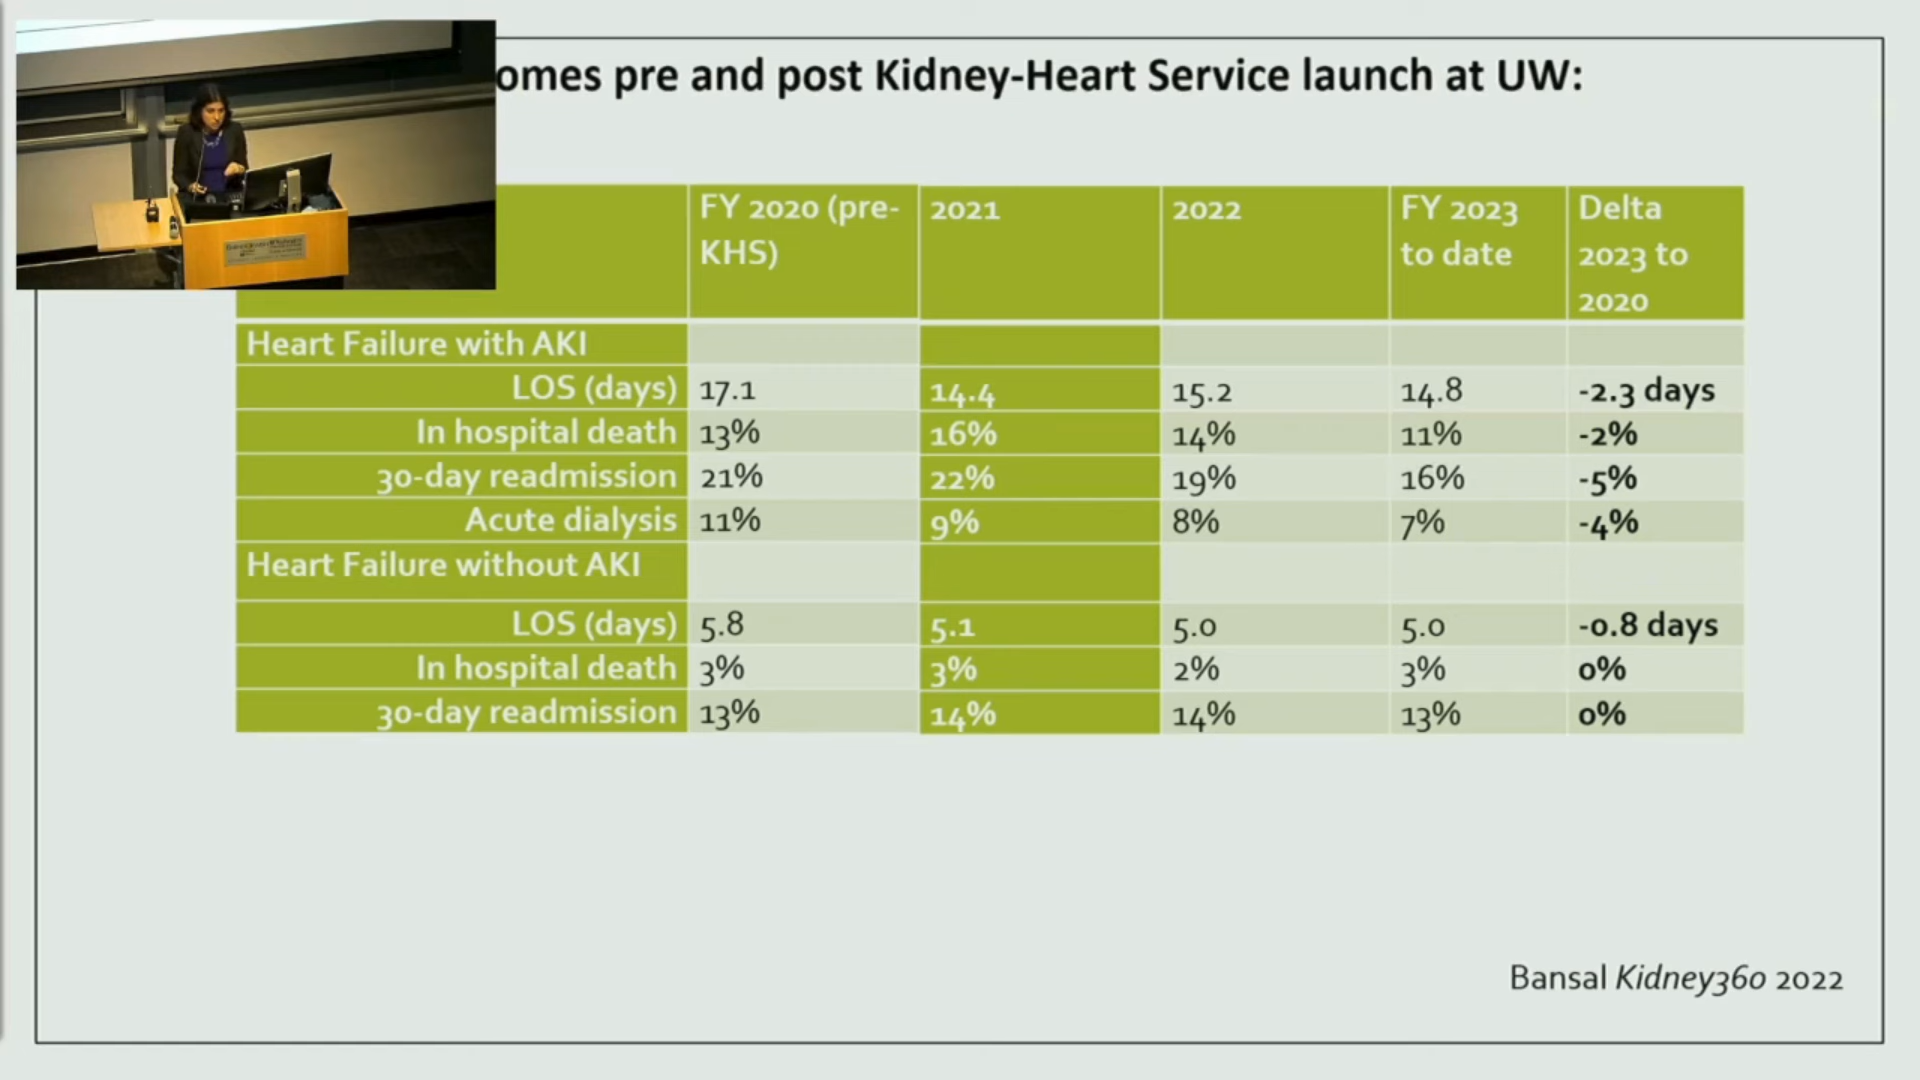 omes pre and post Kidney-Heart Service launch at UW:
FY 2020 (pre-KHS) 2021 2022 FY 2023 to date Delta 2023 to 2020
Heart Failure with AKI
LOS (days) 17.1 14.4 15.2 14.8 -2.3 days
In hospital death 13% 16% 14% 11% -2%
30-day readmission 21% 22% 19% 16% -5%
Acute dialysis 11% 9% 8% 7% -4%
Heart Failure without AKI
LOS (days) 5.8 5.1 5.0 5.0 -0.8 days
In hospital death 3% 3% 2% 3% 0%
30-day readmission 13% 14% 14% 13% 0%
Bansal Kidney360 2022